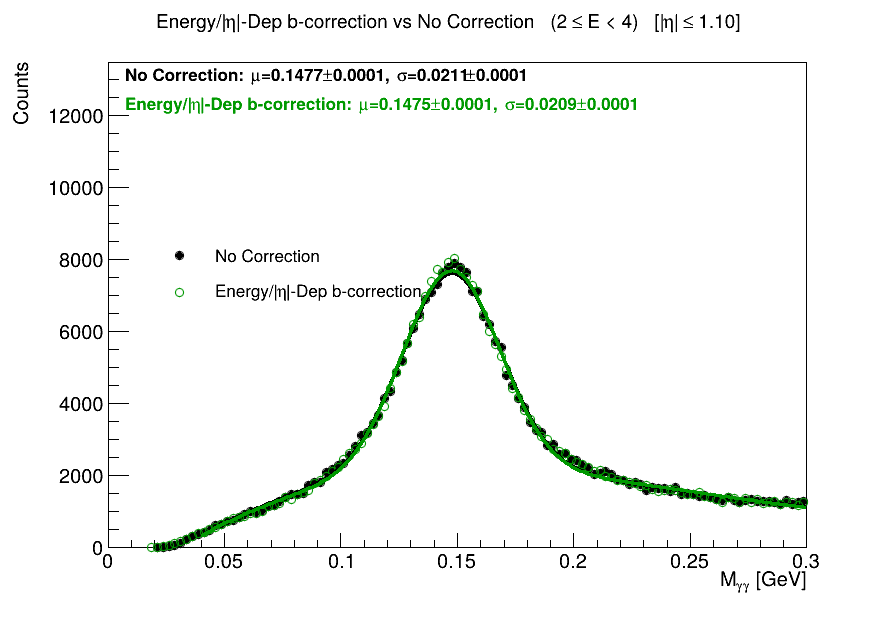 Energy/|η|-Dep b-correction vs No Correction (2 ≤ E < 4) [|η| ≤ 1.10]
Counts
No Correction: μ=0.1477±0.0001, σ=0.0211±0.0001
Energy/|η|-Dep b-correction: μ=0.1475±0.0001, σ=0.0209±0.0001
12000
10000
8000
6000
4000
2000
0
No Correction
Energy/|η|-Dep b-correction
0 0.05 0.1 0.15 0.2 0.25 0.3
Mγγ [GeV]